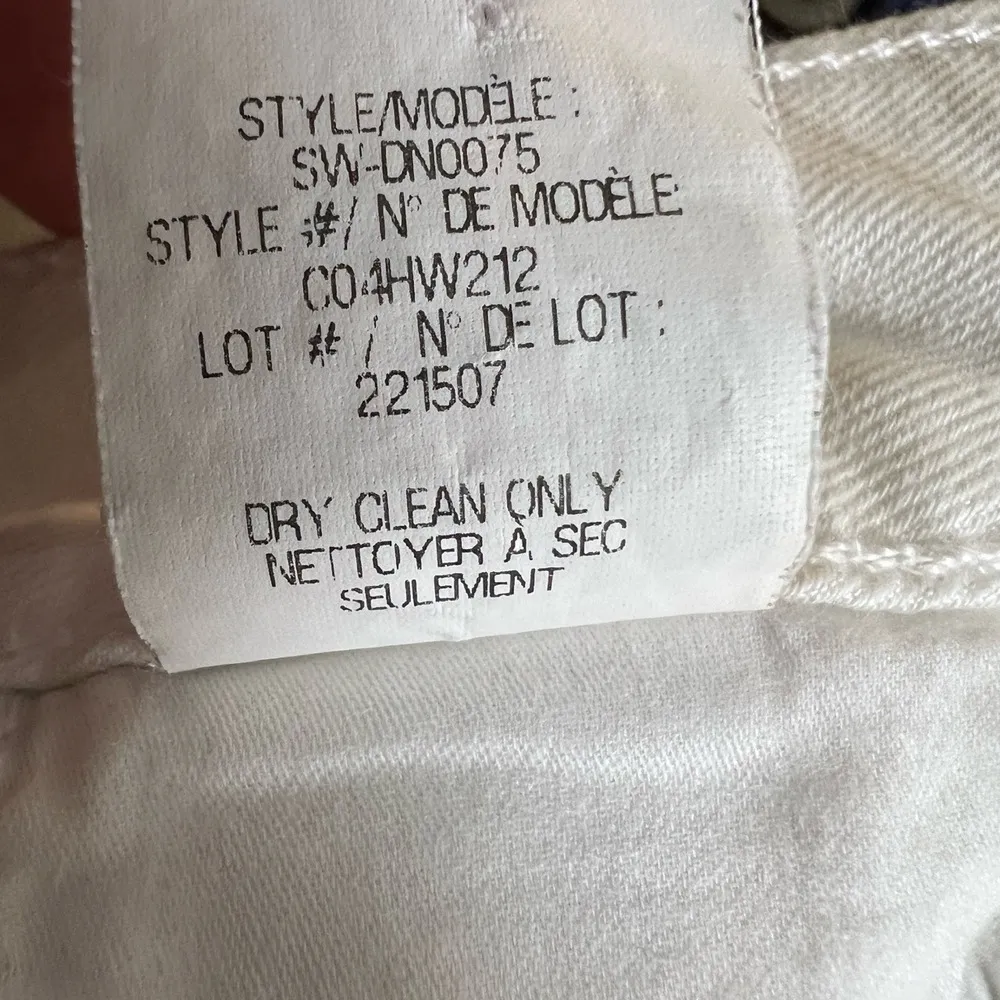 STYLE/MODÈLE :
SW-DN0075
STYLE #/ N° DE MODÈLE:
C04HW212
LOT # / N° DE LOT :
221507
DRY CLEAN ONLY
NETTOYER À SEC
SEULEMENT